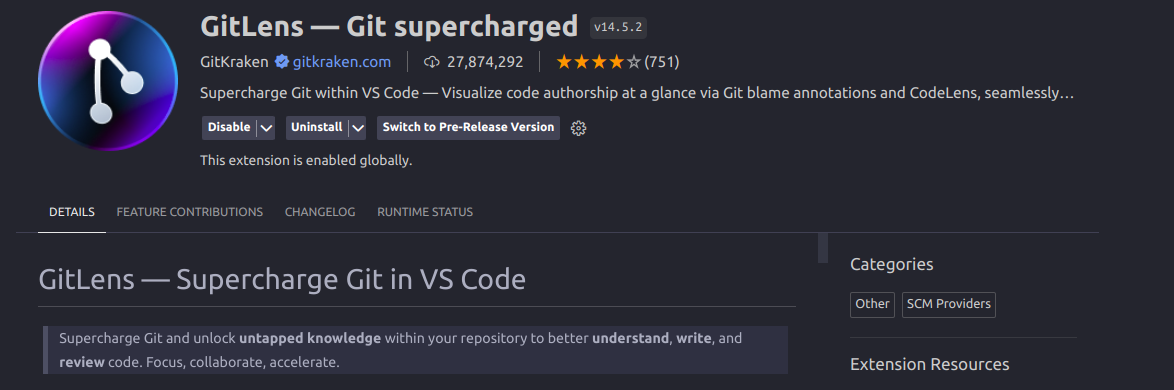 GitLens — Git supercharged v14.5.2
GitKraken gitkraken.com 27,874,292 (751)
Supercharge Git within VS Code — Visualize code authorship at a glance via Git blame annotations and CodeLens, seamlessly…
Disable Uninstall Switch to Pre-Release Version
This extension is enabled globally.
DETAILS FEATURE CONTRIBUTIONS CHANGELOG RUNTIME STATUS
GitLens — Supercharge Git in VS Code
Supercharge Git and unlock untapped knowledge within your repository to better understand, write, and
review code. Focus, collaborate, accelerate.
Categories
Other SCM Providers
Extension Resources